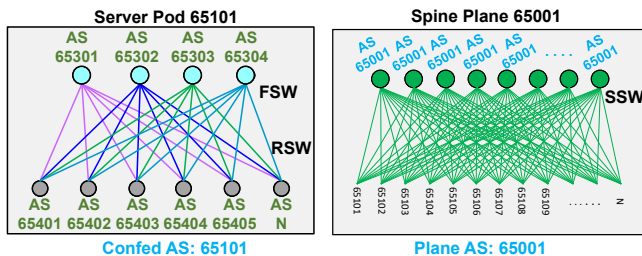 Server Pod 65101
AS AS AS AS
65301 65302 65303 65304
FSW
RSW
AS AS AS AS AS AS
65401 65402 65403 65404 65405 N
Confed AS: 65101
Spine Plane 65001
AS 65001 AS 65001 AS 65001 AS 65001 AS 65001 . . . . AS 65001
SSW
65101 65102 65103 65104 65105 65106 65107 65108 65109 ...... N
Plane AS: 65001